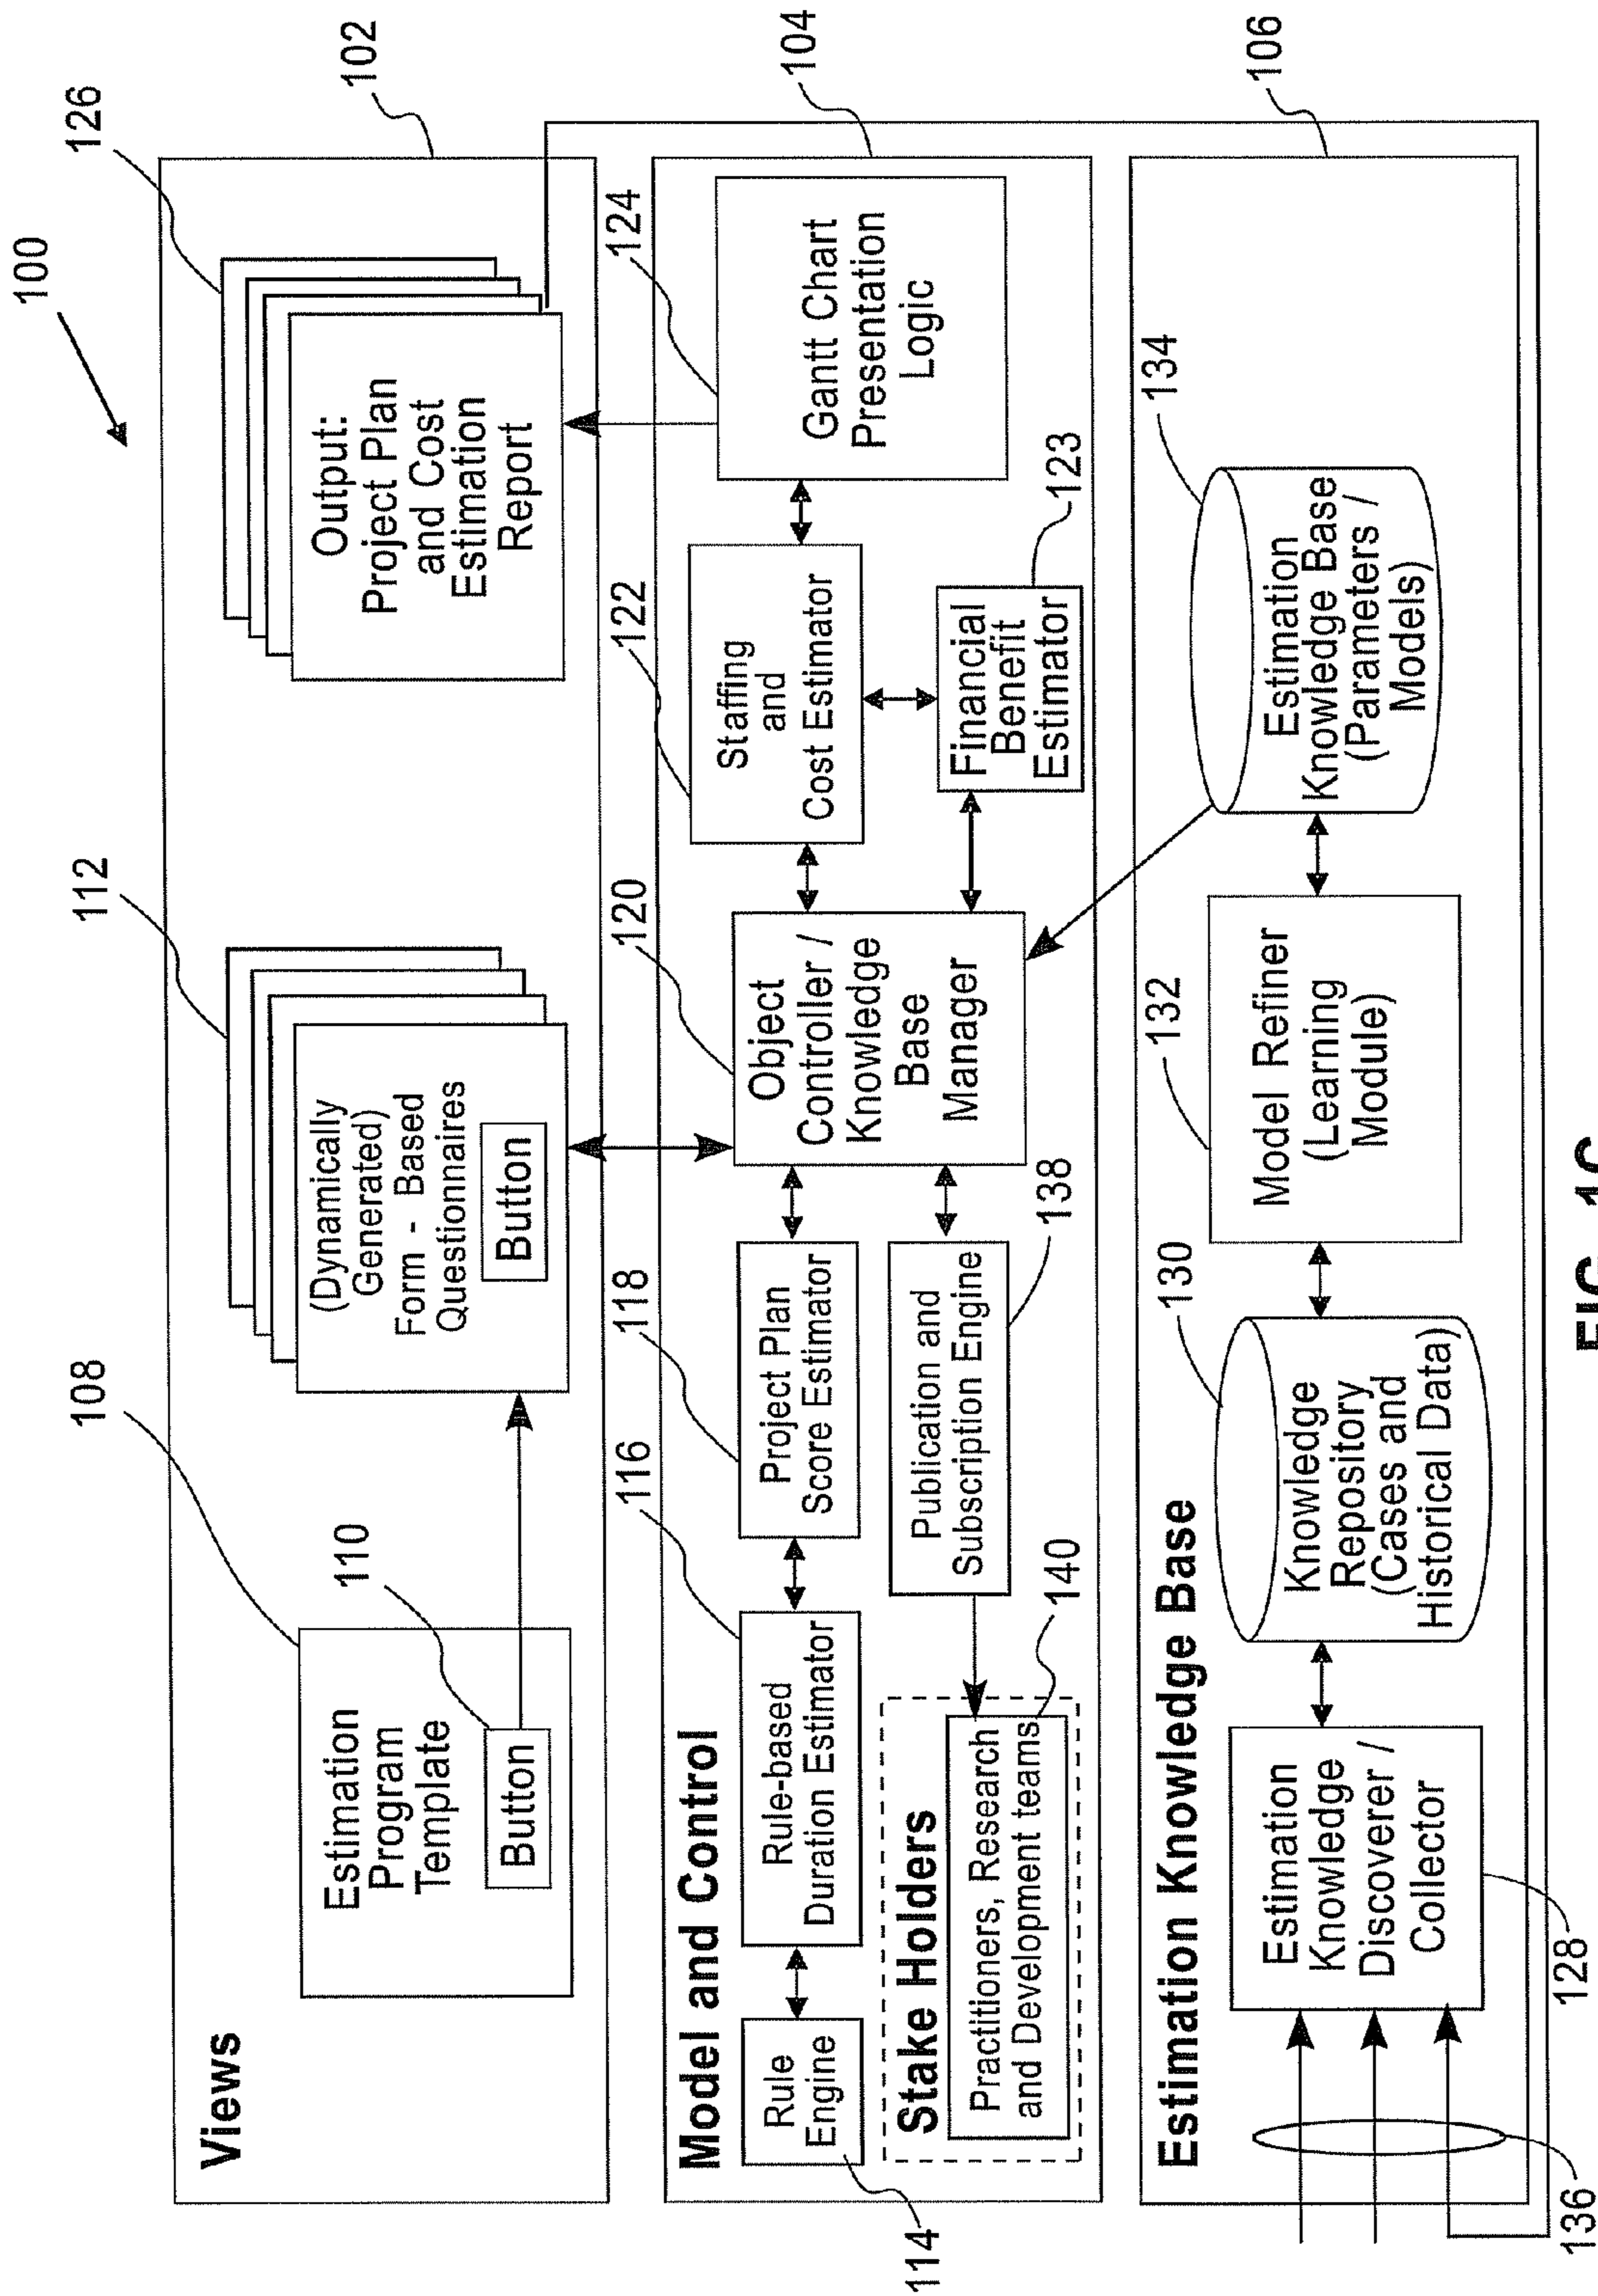 100
126
102
112
108
110
Views
Estimation
Program
Template
Button
(Dynamically
Generated)
Form - Based
Questionnaires
Button
Output:
Project Plan
and Cost
Estimation
Report
104
124
122
120
118
116
Model and Control
Rule
Engine
114
Rule-based
Duration Estimator
Project Plan
Score Estimator
Object
Controller /
Knowledge
Base
Manager
Staffing
and
Cost Estimator
Gantt Chart
Presentation
Logic
Financial
Benefit
Estimator
123
Publication and
Subscription Engine
138
Stake Holders
Practitioners, Research
and Development teams
140
106
134
132
130
Estimation Knowledge Base
Estimation
Knowledge
Discoverer /
Collector
128
136
Knowledge
Repository
(Cases and
Historical Data)
Model Refiner
(Learning
Module)
Estimation
Knowledge Base
(Parameters /
Models)